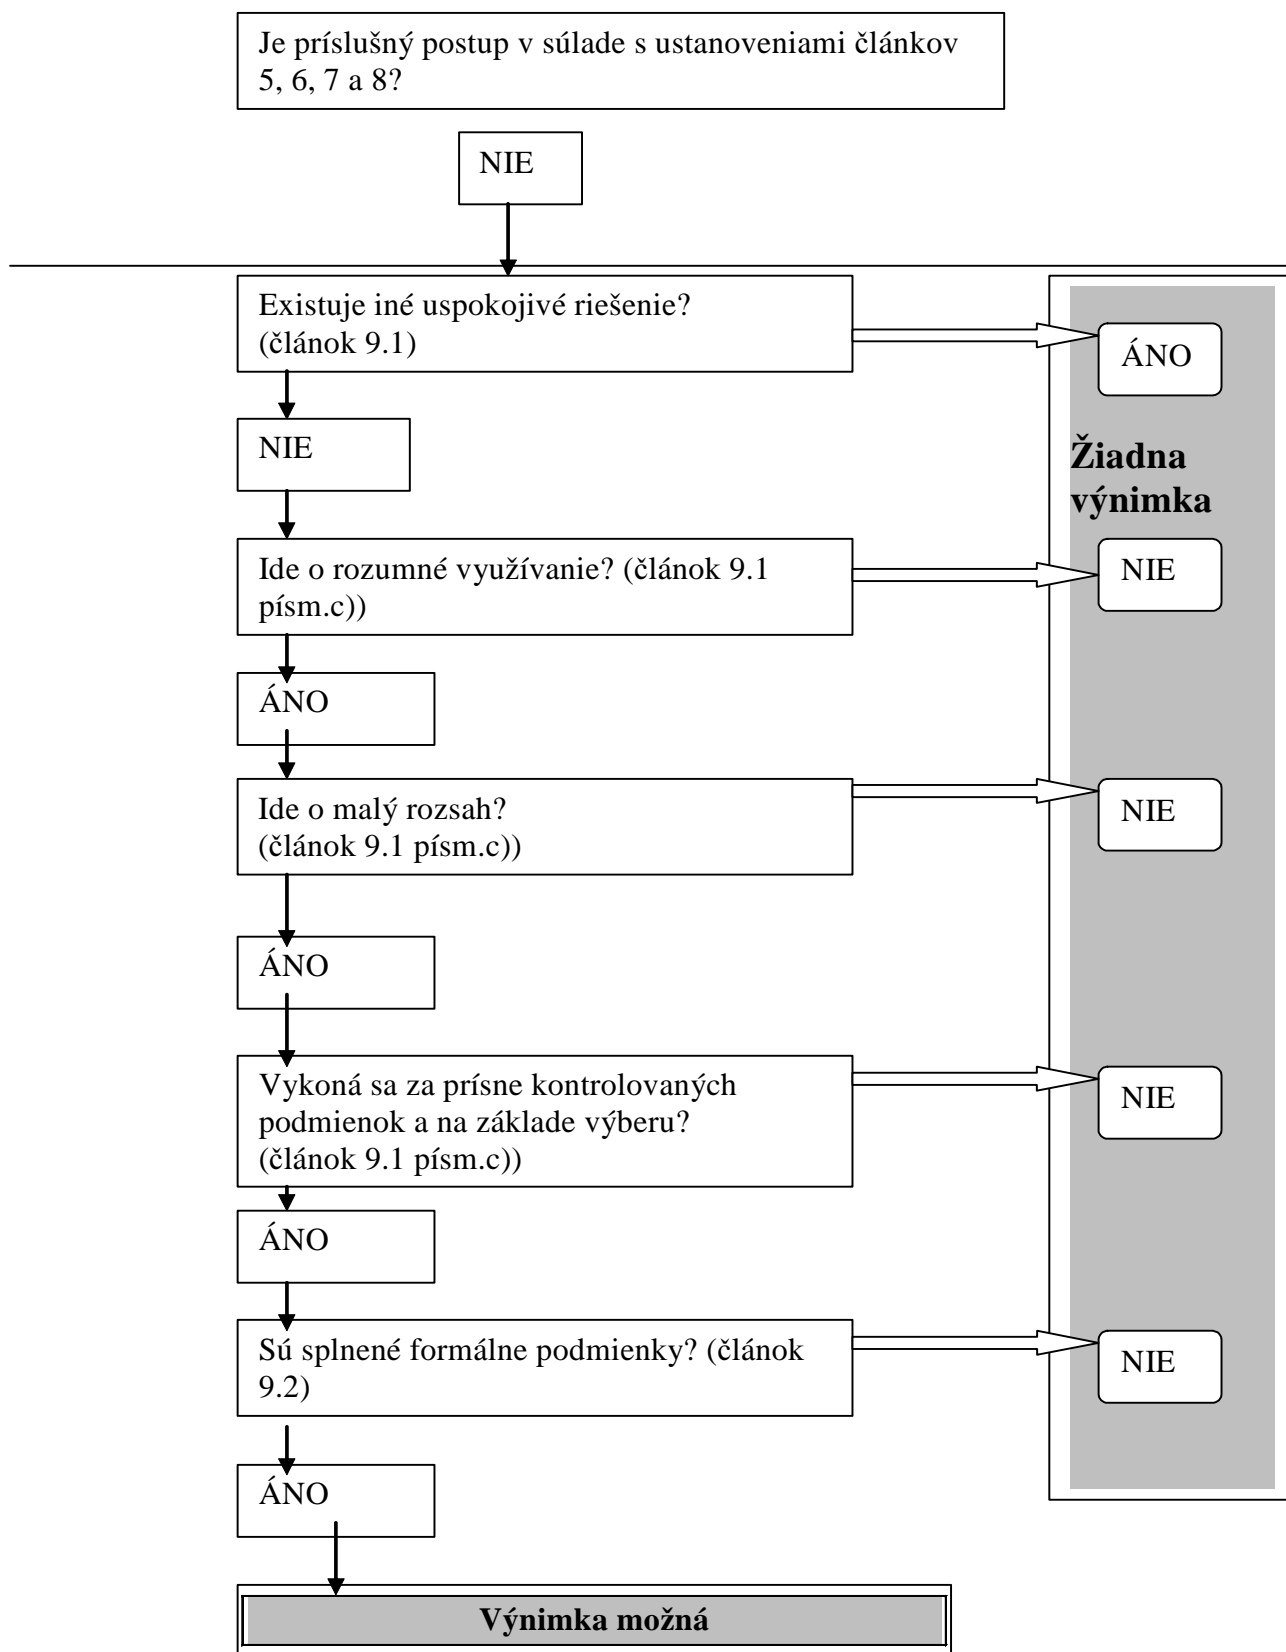 Je príslušný postup v súlade s ustanoveniami článkov
5, 6, 7 a 8?
NIE
Existuje iné uspokojivé riešenie?
(článok 9.1)
ÁNO
NIE
Žiadna
výnimka
Ide o rozumné využívanie? (článok 9.1
písm.c))
NIE
ÁNO
Ide o malý rozsah?
(článok 9.1 písm.c))
NIE
ÁNO
Vykoná sa za prísne kontrolovaných
podmienok a na základe výberu?
(článok 9.1 písm.c))
NIE
ÁNO
Sú splnené formálne podmienky? (článok
9.2)
NIE
ÁNO
Výnimka možná